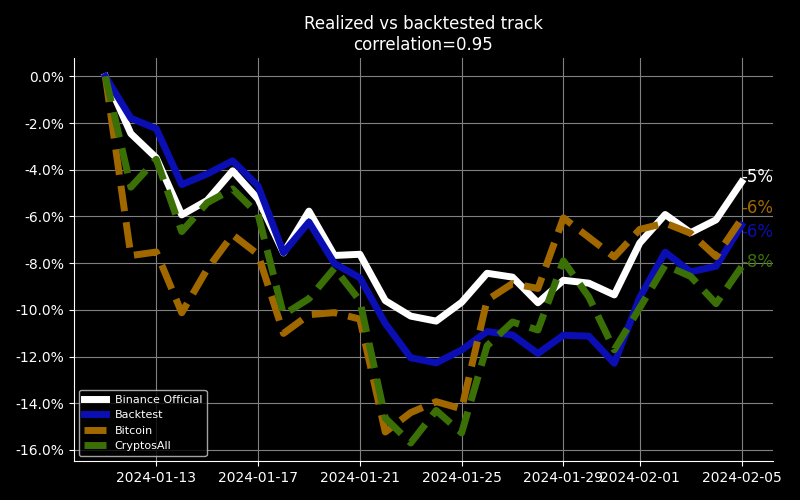 Realized vs backtested track
correlation=0.95
0.0%
-2.0%
-4.0%
-6.0%
-8.0%
-10.0%
-12.0%
-14.0%
-16.0%
-5%
-6%
-6%
-8%
Binance Official
Backtest
Bitcoin
CryptosAll
2024-01-13 2024-01-17 2024-01-21 2024-01-25 2024-01-29 2024-02-01 2024-02-05